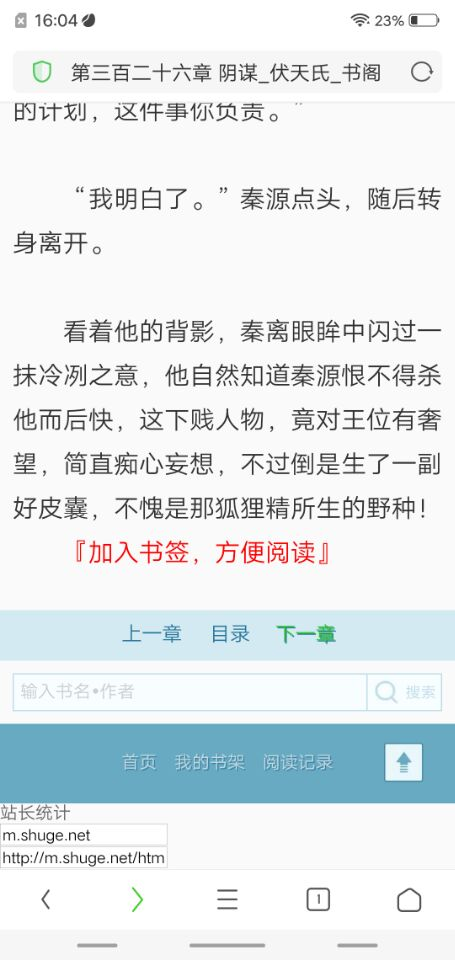 16:04
23%
第三百二十六章 阴谋_伏天氏_书阁
的计划，这件事你负责。”
“我明白了。”秦源点头，随后转
身离开。
看着他的背影，秦离眼眸中闪过一
抹冷冽之意，他自然知道秦源恨不得杀
他而后快，这下贱人物，竟对王位有奢
望，简直痴心妄想，不过倒是生了一副
好皮囊，不愧是那狐狸精所生的野种！
『加入书签，方便阅读』
上一章 目录 下一章
输入书名•作者 搜索
首页 我的书架 阅读记录
站长统计
m.shuge.net
http://m.shuge.net/htm
1